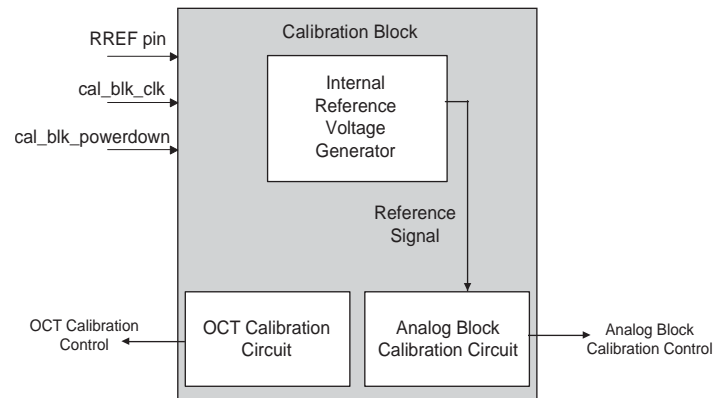 Calibration Block
RREF pin
cal_blk_clk
cal_blk_powerdown
Internal
Reference
Voltage
Generator
Reference
Signal
OCT Calibration
Control
OCT Calibration
Circuit
Analog Block
Calibration Circuit
Analog Block
Calibration Control